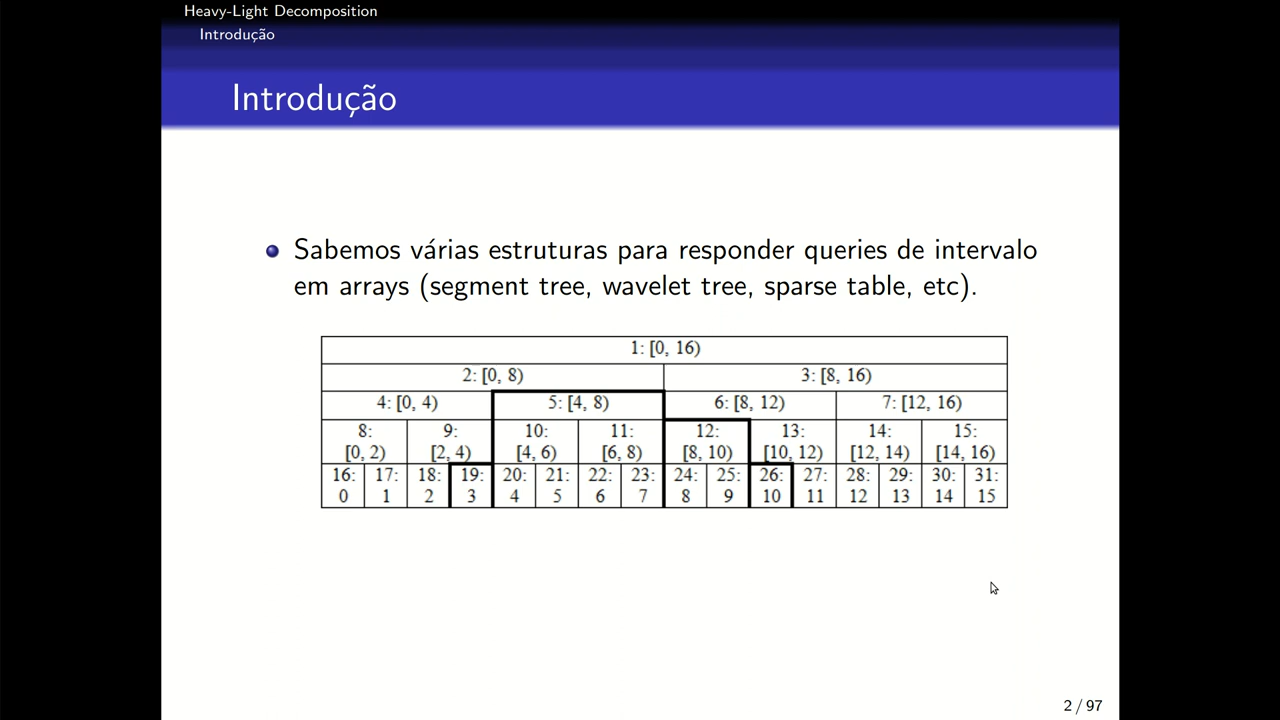 Heavy-Light Decomposition
Introdução
Introdução
Sabemos várias estruturas para responder queries de intervalo
em arrays (segment tree, wavelet tree, sparse table, etc).
1: [0, 16)
2: [0, 8) 3: [8, 16)
4: [0, 4) 5: [4, 8) 6: [8, 12) 7: [12, 16)
8: 9: 10: 11: 12: 13: 14: 15:
[0, 2) [2, 4) [4, 6) [6, 8) [8, 10) [10, 12) [12, 14) [14, 16)
16: 17: 18: 19: 20: 21: 22: 23: 24: 25: 26: 27: 28: 29: 30: 31:
0 1 2 3 4 5 6 7 8 9 10 11 12 13 14 15
2 / 97